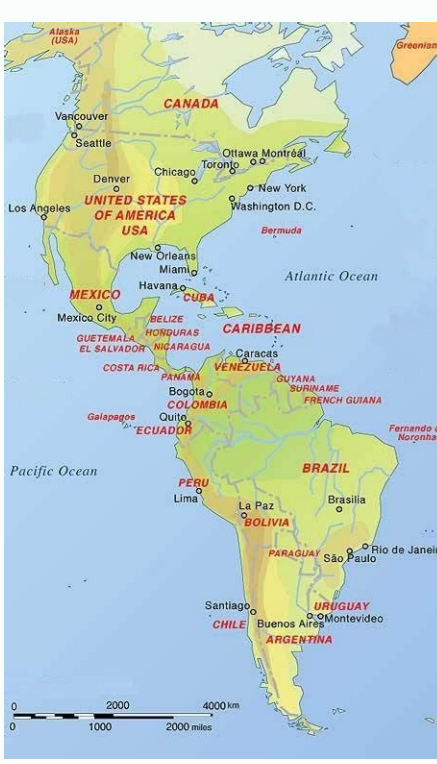 Alaska
(USA)
Greenlan
CANADA
Vancouver
Seattle
Ottawa Montréal
Toronto
Chicago
Denver
New York
UNITED STATES
OF AMERICA
USA
Washington D.C.
Los Angeles
Bermuda
New Orleans
Miami
Atlantic Ocean
Havana
MEXICO
CUBA
Mexico City
BELIZE
CARIBBEAN
HONDURAS
GUETEMALA
EL SALVADOR
NICARAGUA
Caracas
COSTA RICA
VENEZUELA
PANAMA
GUYANA
SURINAME
Bogota
FRENCH GUIANA
COLOMBIA
Galapagos
Quito
ECUADOR
Fernando d
Noronha
Pacific Ocean
BRAZIL
PERU
Lima
La Paz
Brasilia
BOLIVIA
PARAGUAY
Rio de Janei
São Paulo
Santiago
URUGUAY
CHILE
Buenos Aires
Montevideo
ARGENTINA
0 2000 4000 km
0 1000 2000 miles